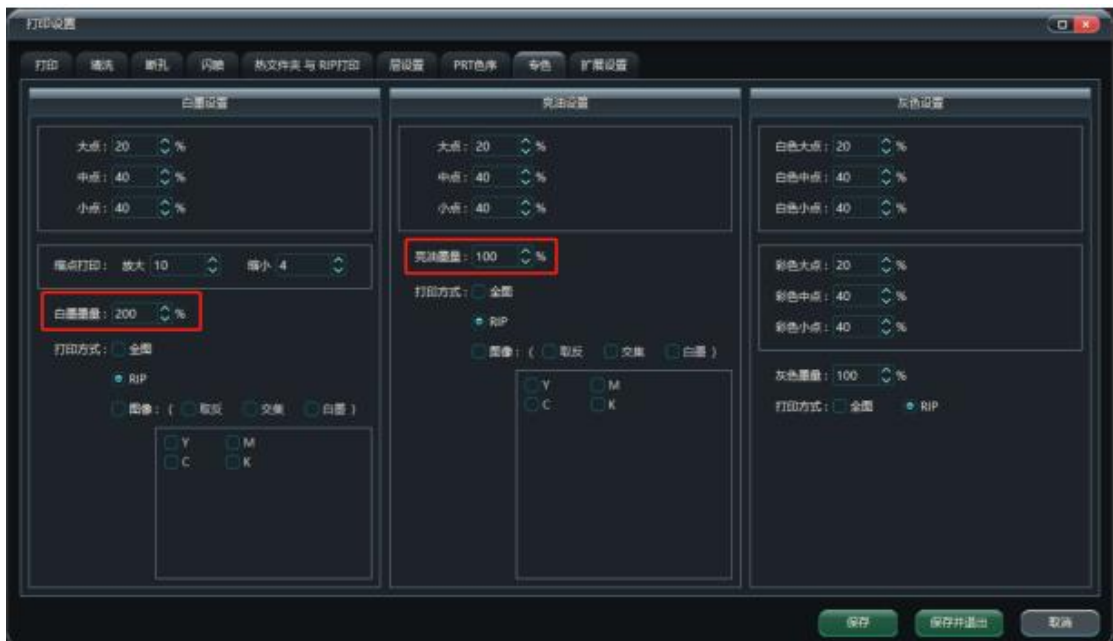 打印设置
打印 清洗 断孔 闪喷 热文件夹 与 RIP打印 层设置 PRT色序 专色 扩展设置
白墨设置
大点: 20 %
中点: 40 %
小点: 40 %
缩点打印: 放大 10 缩小 4
白墨墨量: 200 %
打印方式: 全图
RIP
图像: ( 取反 交集 白墨 )
Y M
C K
亮油设置
大点: 20 %
中点: 40 %
小点: 40 %
亮油墨量: 100 %
打印方式: 全图
RIP
图像: ( 取反 交集 白墨 )
Y M
C K
灰色设置
白色大点: 20 %
白色中点: 40 %
白色小点: 40 %
彩色大点: 20 %
彩色中点: 40 %
彩色小点: 40 %
灰色墨量: 100 %
打印方式: 全图 RIP
保存 保存并退出 取消